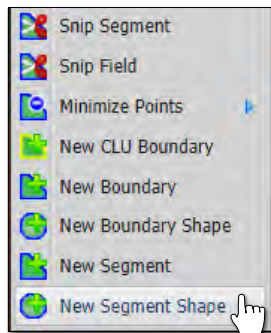 Snip Segment
Snip Field
Minimize Points
New CLU Boundary
New Boundary
New Boundary Shape
New Segment
New Segment Shape